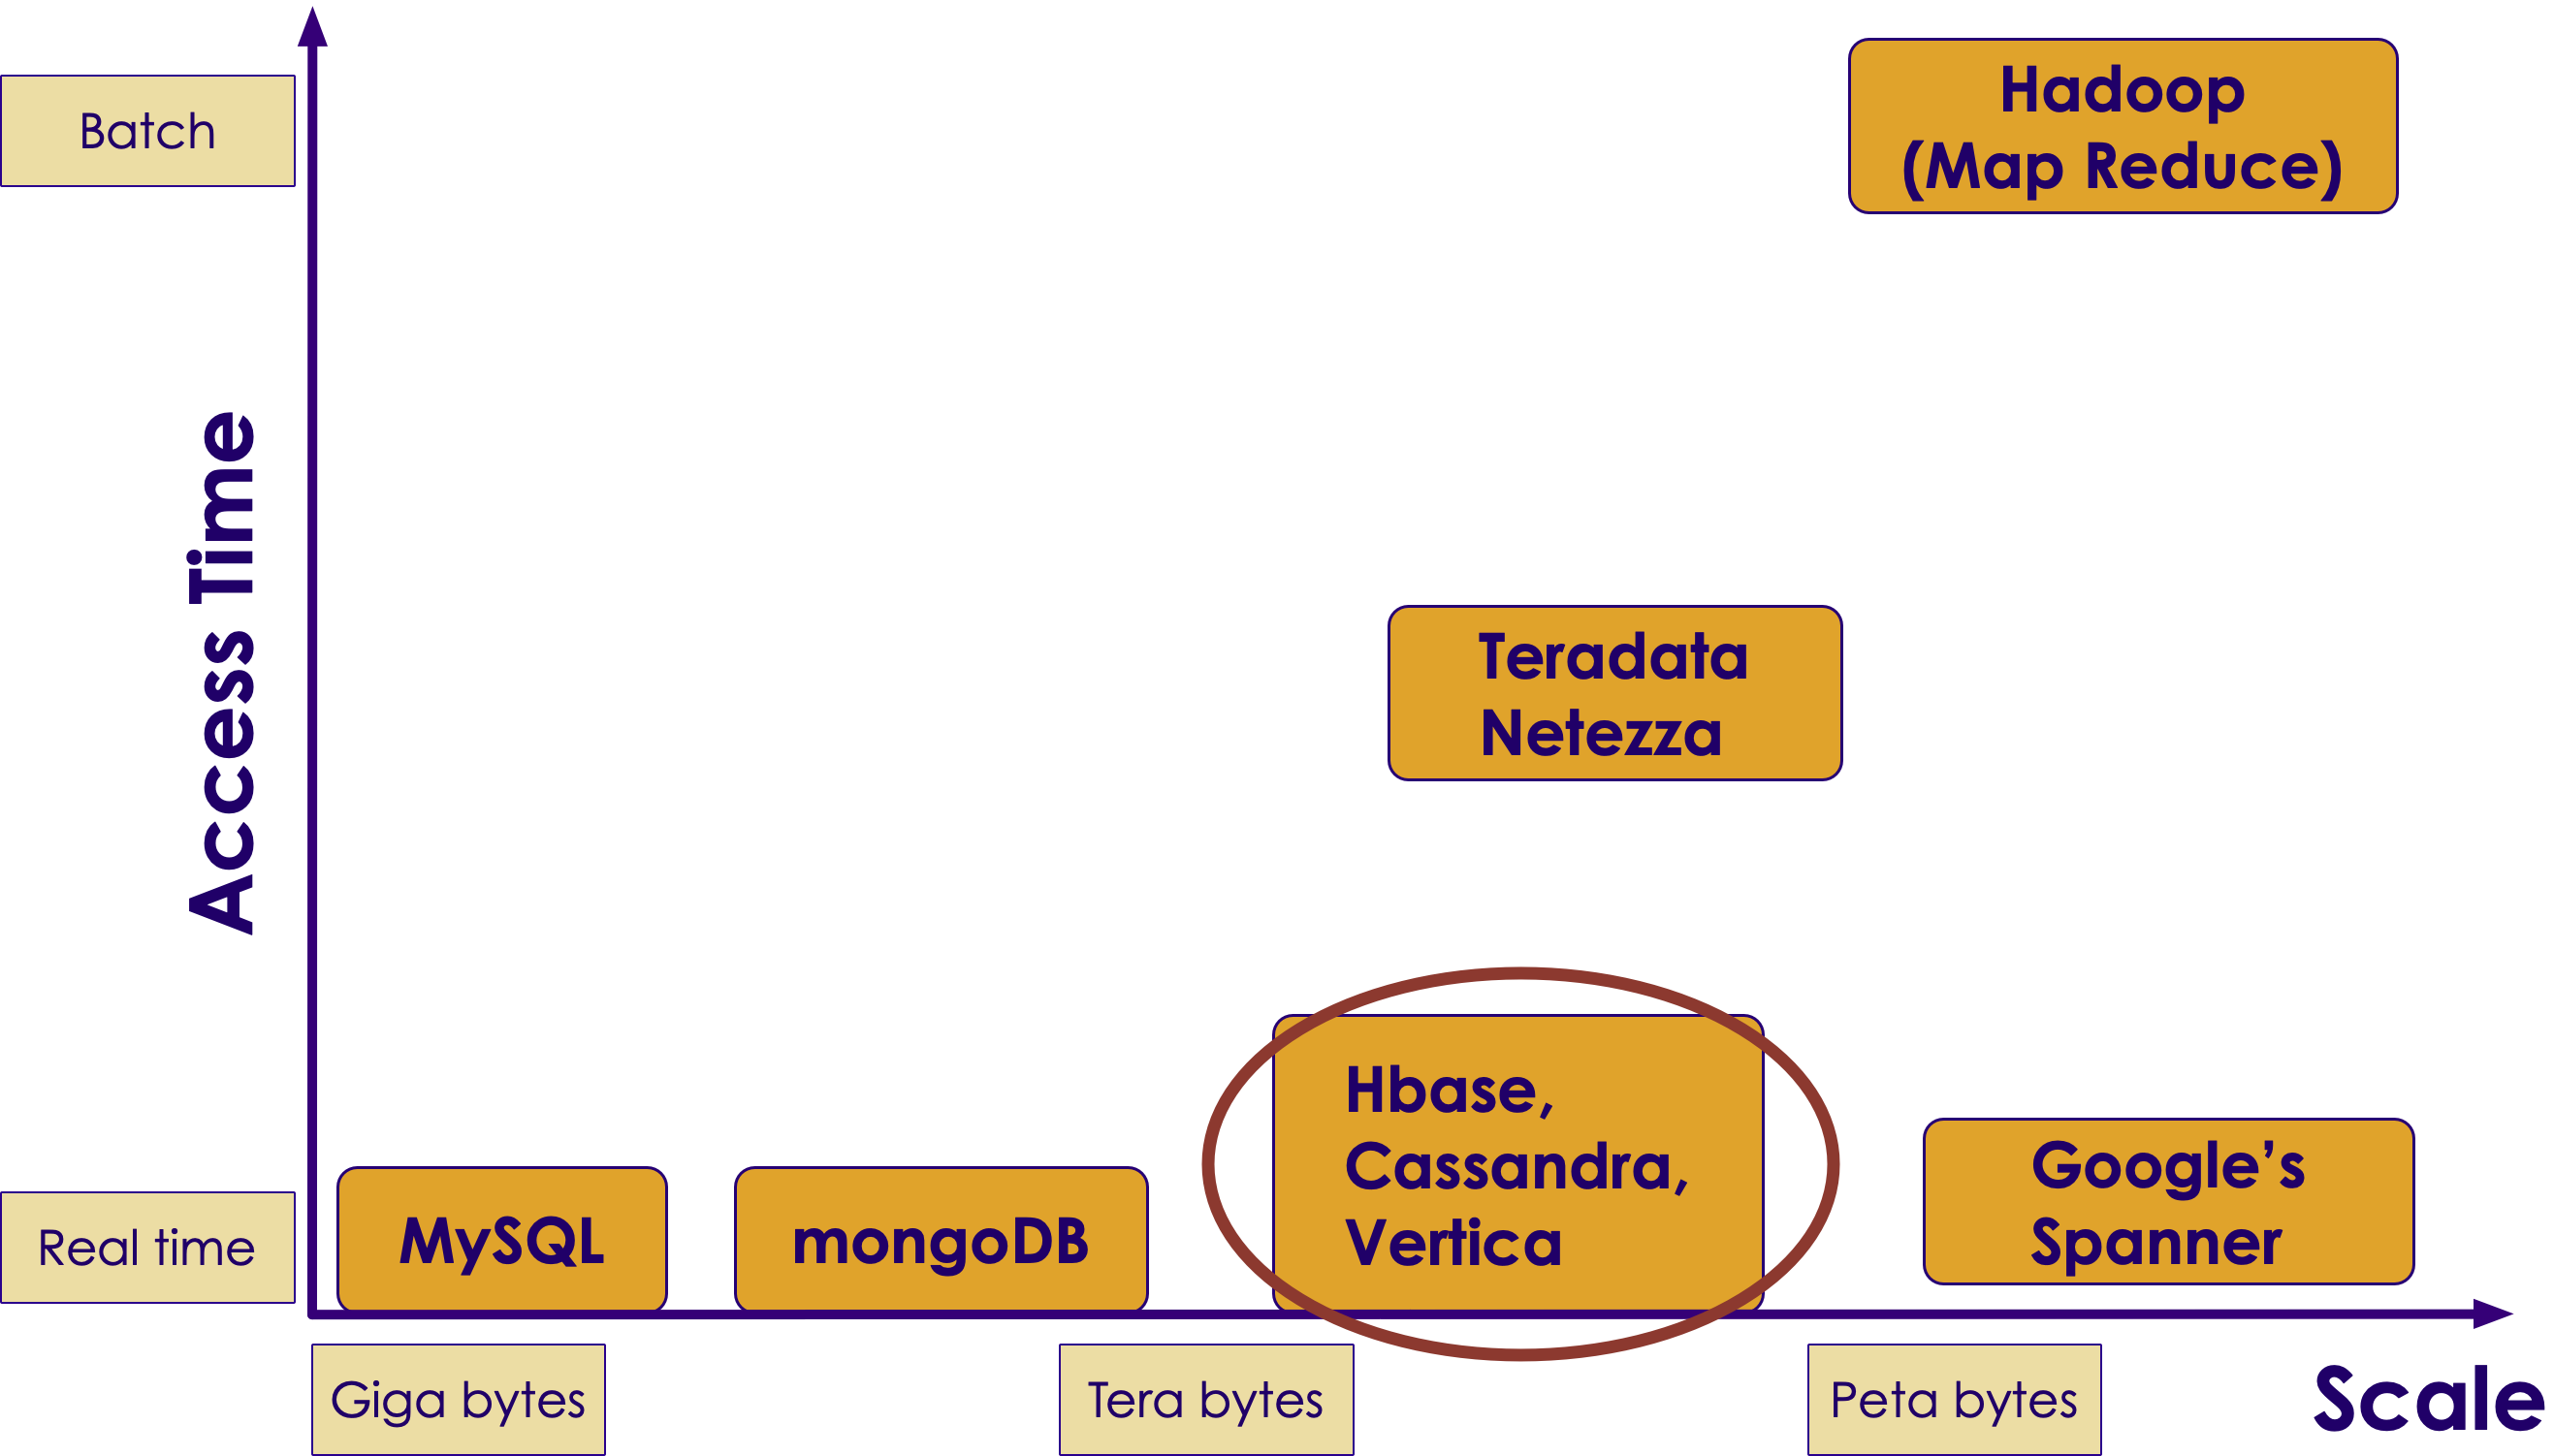 Batch
Hadoop
(Map Reduce)
Access Time
Teradata
Netezza
Hbase,
Cassandra,
Vertica
Google’s
Spanner
Real time
MySQL
mongoDB
Giga bytes
Tera bytes
Peta bytes
Scale